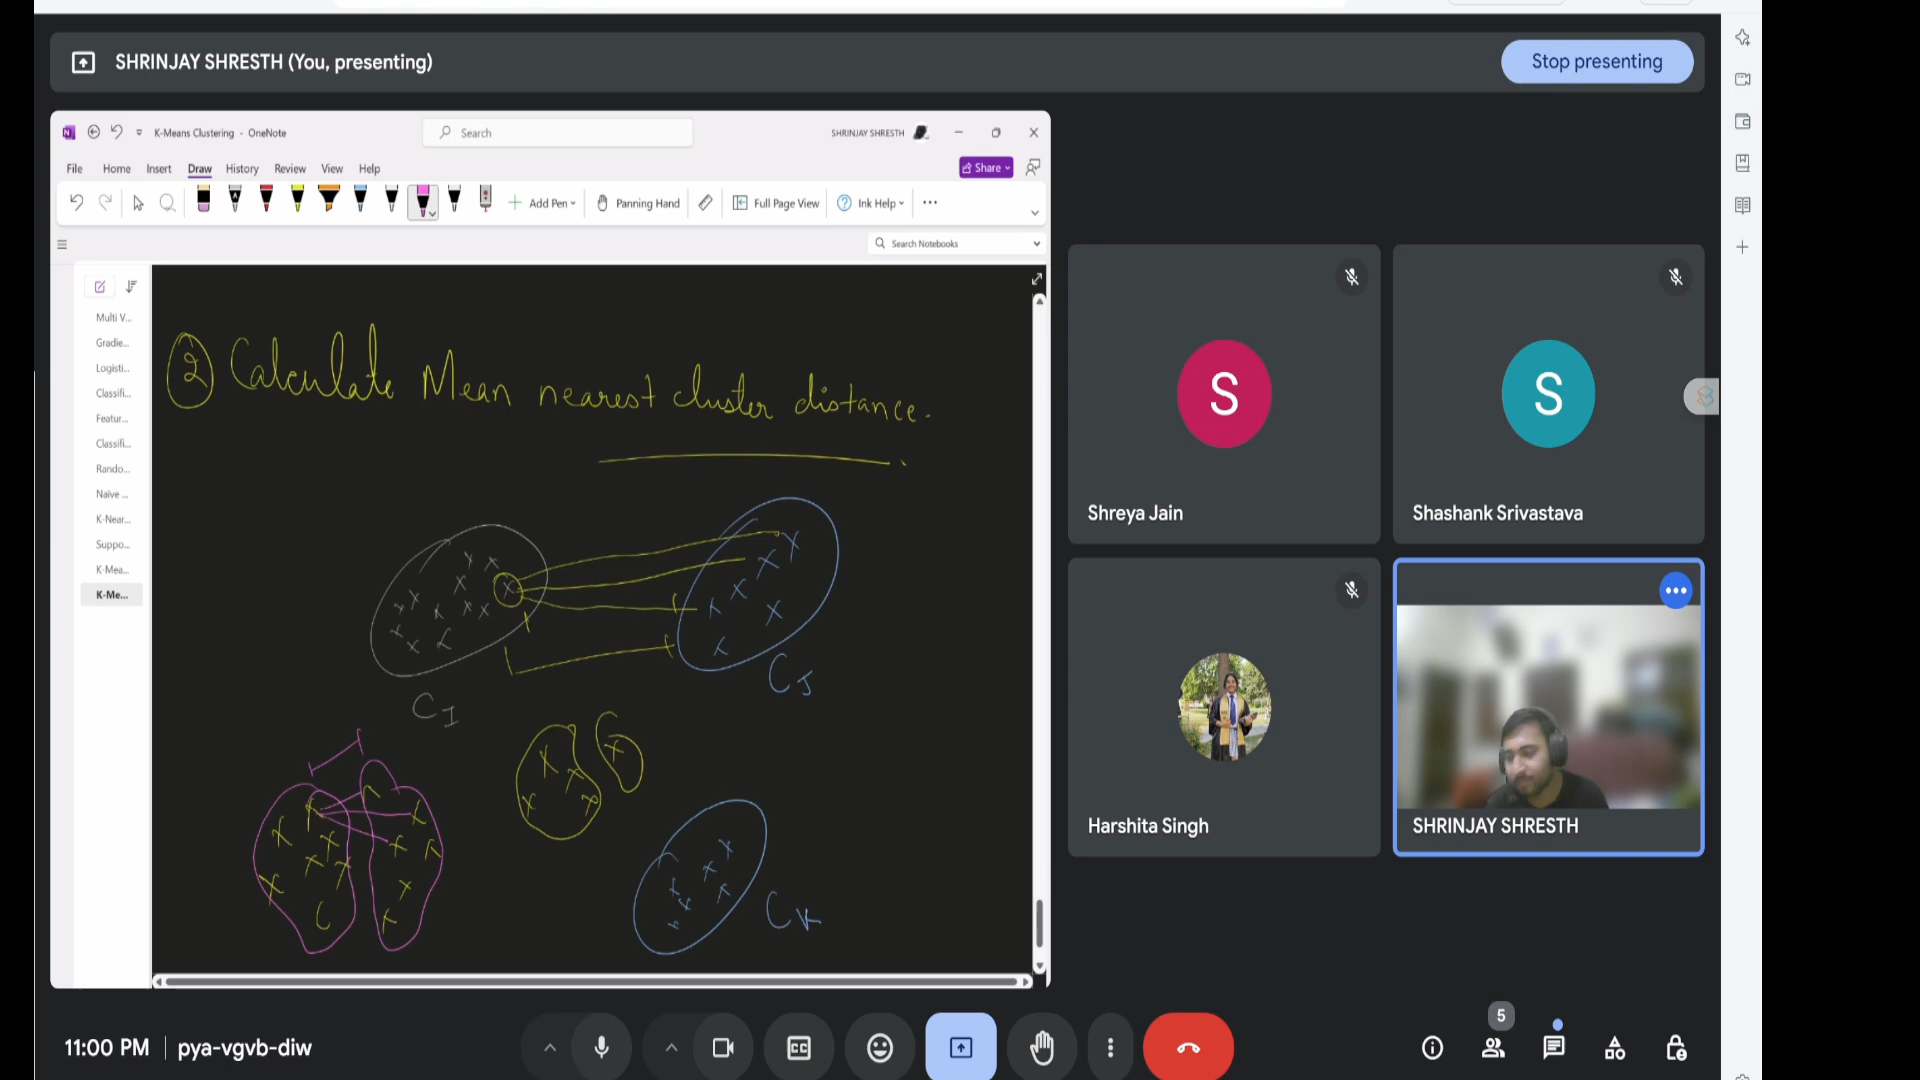 SHRINJAY SHRESTH (You, presenting)
Stop presenting
K-Means Clustering - OneNote
Search
SHRINJAY SHRESTH
File Home Insert Draw History Review View Help
Share
Add Pen
Panning Hand
Full Page View
Ink Help
Search Notebooks
Multi V...
Gradie...
Logisti...
Classifi...
Featur...
Classifi...
Rando...
Naive ...
K-Near...
Suppo...
K-Mea...
K-Me...
② Calculate Mean nearest cluster distance.
C_I
C_J
C_K
S
Shreya Jain
S
Shashank Srivastava
Harshita Singh
SHRINJAY SHRESTH
11:00 PM | pya-vgvb-diw
CC
5